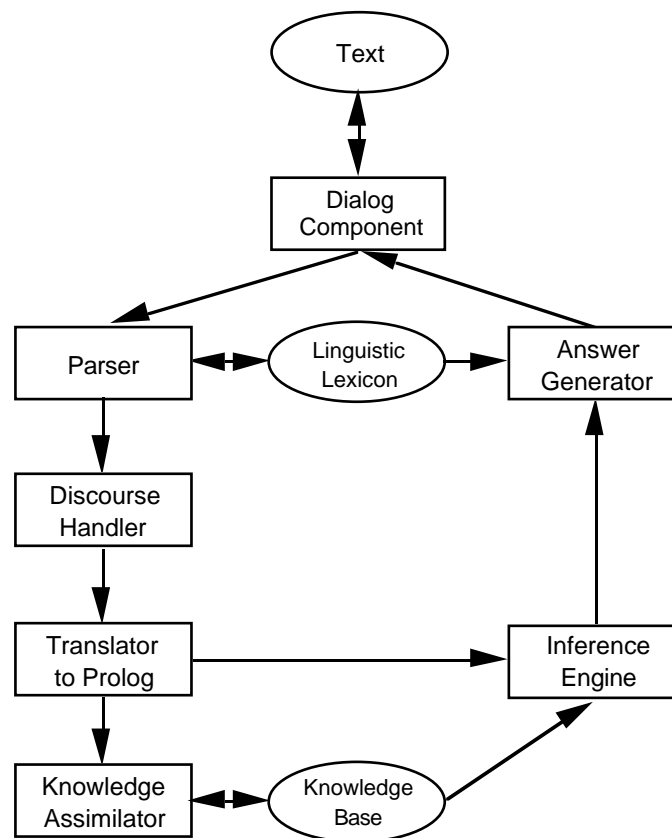 Text
Dialog
Component
Parser
Linguistic
Lexicon
Answer
Generator
Discourse
Handler
Translator
to Prolog
Inference
Engine
Knowledge
Assimilator
Knowledge
Base